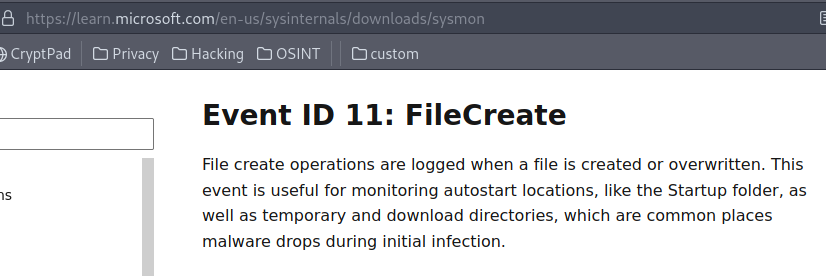 https://learn.microsoft.com/en-us/sysinternals/downloads/sysmon
CryptPad Privacy Hacking OSINT custom
Event ID 11: FileCreate
File create operations are logged when a file is created or overwritten. This
event is useful for monitoring autostart locations, like the Startup folder, as
ns
well as temporary and download directories, which are common places
malware drops during initial infection.